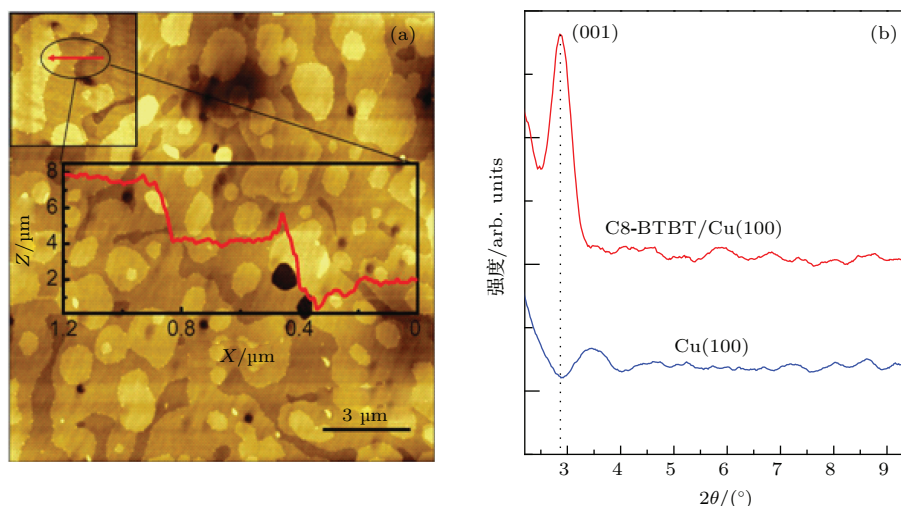 (a)
8
6
4
2
Z/µm
1.2
0.8
0.4
0
X/µm
3 µm
(b)
(001)
C8-BTBT/Cu(100)
Cu(100)
强度/arb. units
3 4 5 6 7 8 9
2θ/(°)